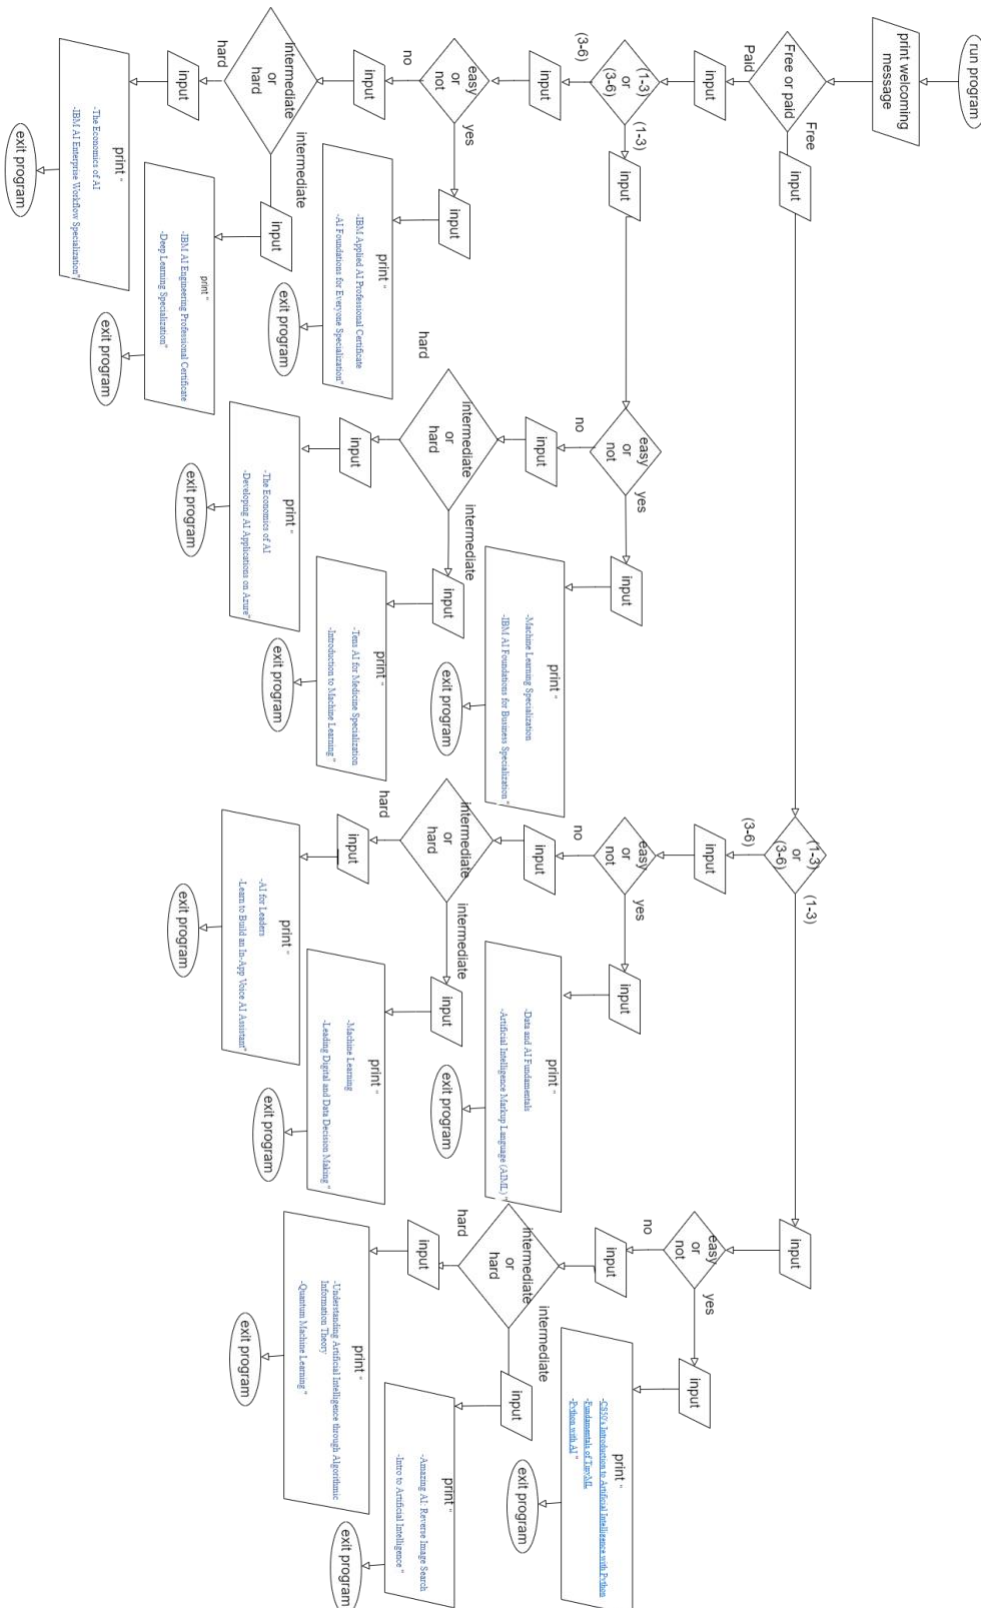 run program
print welcoming
message
Free or paid
Free
Paid
input
input
(1-3)
or
(3-6)
(1-3)
(3-6)
input
input
easy
or
not
yes
no
input
input
print "
-IBM Applied AI Professional Certificate
-AI Foundations for Everyone Specialization"
exit program
Intermediate
or
hard
intermediate
hard
input
input
print "
-IBM AI Engineering Professional Certificate
-Deep Learning Specialization"
exit program
print "
-The Economics of AI
-IBM AI Enterprise Workflow Specialization"
exit program
easy
or
not
yes
no
input
input
print "
-Machine Learning Specialization
-IBM AI Foundations for Business Specialization "
exit program
intermediate
or
hard
intermediate
hard
input
input
print "
-Tens AI for Medicine Specialization
-Introduction to Machine Learning "
exit program
print "
-The Economics of AI
-Developing AI Applications on Azure"
exit program
(1-3)
or
(3-6)
(1-3)
(3-6)
input
input
easy
or
not
yes
no
input
input
print "
-Data and AI Fundamentals
-Artificial Intelligence Markup Language (AIML) "
exit program
intermediate
or
hard
intermediate
hard
input
input
print "
-Machine Learning
-Leading Digital and Data Decision Making "
exit program
print "
-AI for Leaders
-Learn to Build an In-App Voice AI Assistant"
exit program
easy
or
not
yes
no
input
input
print "
-CS50's Introduction to Artificial Intelligence with Python
-Fundamentals of TinyML
-Python with AI "
exit program
intermediate
or
hard
intermediate
hard
input
input
print "
-Amazing AI: Reverse Image Search
-Intro to Artificial Intelligence "
exit program
print "
-Understanding Artificial Intelligence through Algorithmic
Information Theory
-Quantum Machine Learning "
exit program